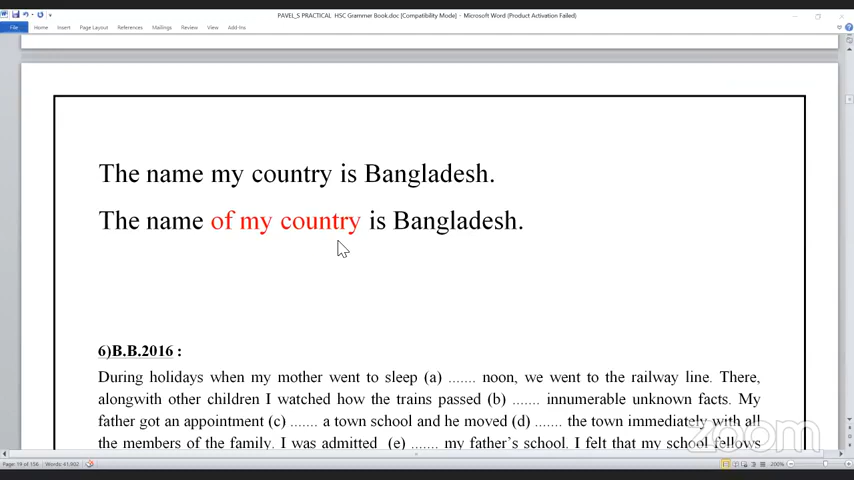 PAVEL_S PRACTICAL HSC Grammer Book.doc [Compatibility Mode] - Microsoft Word (Product Activation Failed)
File Home Insert Page Layout References Mailings Review View Add-Ins
The name my country is Bangladesh.
The name of my country is Bangladesh.
6)B.B.2016 :
During holidays when my mother went to sleep (a) ....... noon, we went to the railway line. There,
alongwith other children I watched how the trains passed (b) ....... innumerable unknown facts. My
father got an appointment (c) ....... a town school and he moved (d) ....... the town immediately with all
the members of the family. I was admitted (e) ....... my father's school. I felt that my school fellows
zoom
Page: 19 of 156 Words: 41,902 200%